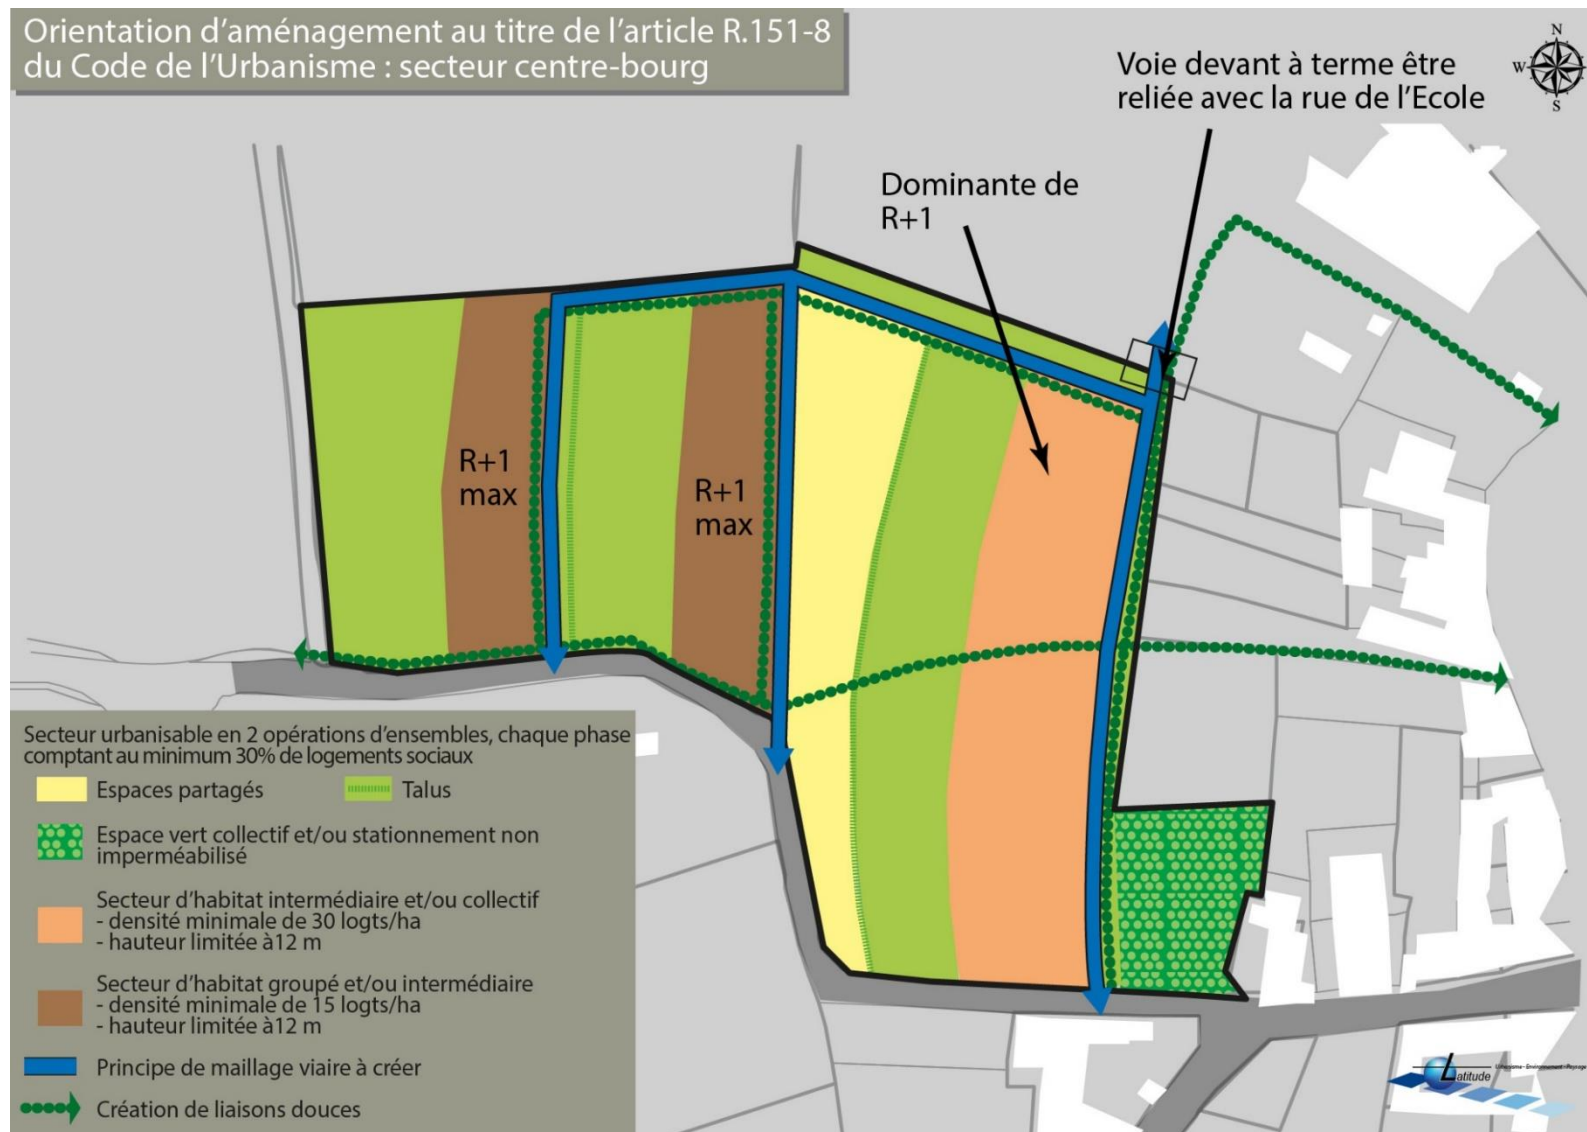 Orientation d’aménagement au titre de l’article R.151-8
du Code de l’Urbanisme : secteur centre-bourg
Voie devant à terme être
reliée avec la rue de l’Ecole
N
W
S
Dominante de
R+1
R+1
max
R+1
max
Secteur urbanisable en 2 opérations d’ensembles, chaque phase
comptant au minimum 30% de logements sociaux
Espaces partagés
Talus
Espace vert collectif et/ou stationnement non
imperméabilisé
Secteur d’habitat intermédiaire et/ou collectif
- densité minimale de 30 logts/ha
- hauteur limitée à12 m
Secteur d’habitat groupé et/ou intermédiaire
- densité minimale de 15 logts/ha
- hauteur limitée à12 m
Principe de maillage viaire à créer
Création de liaisons douces
Latitude
Urbanisme - Environnement - Paysage